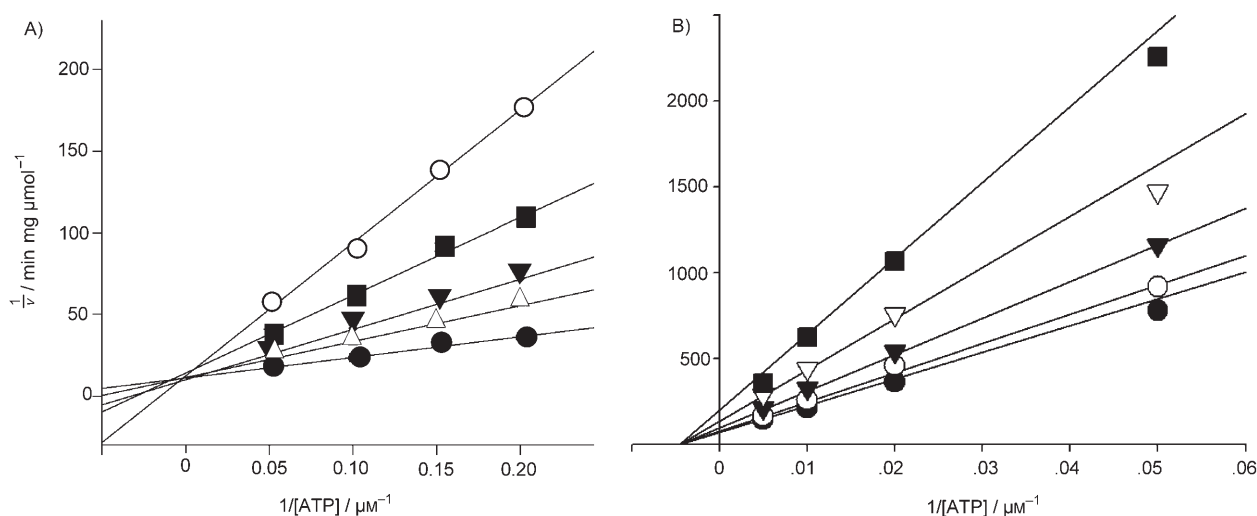 A)
200
150
100
50
0
1/v / min mg µmol⁻¹
0 0.05 0.10 0.15 0.20
1/[ATP] / µM⁻¹
B)
2000
1500
1000
500
0 .01 .02 .03 .04 .05 .06
1/[ATP] / µM⁻¹